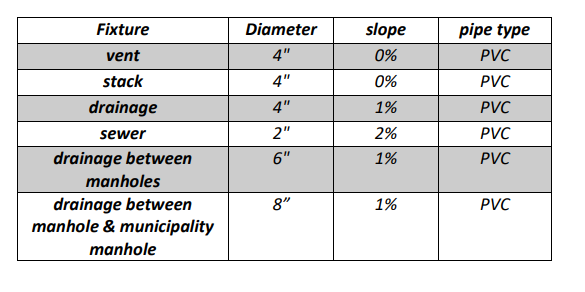 Fixture Diameter slope pipe type
vent 4" 0% PVC
stack 4" 0% PVC
drainage 4" 1% PVC
sewer 2" 2% PVC
drainage between 6" 1% PVC
manholes
drainage between 8” 1% PVC
manhole & municipality
manhole